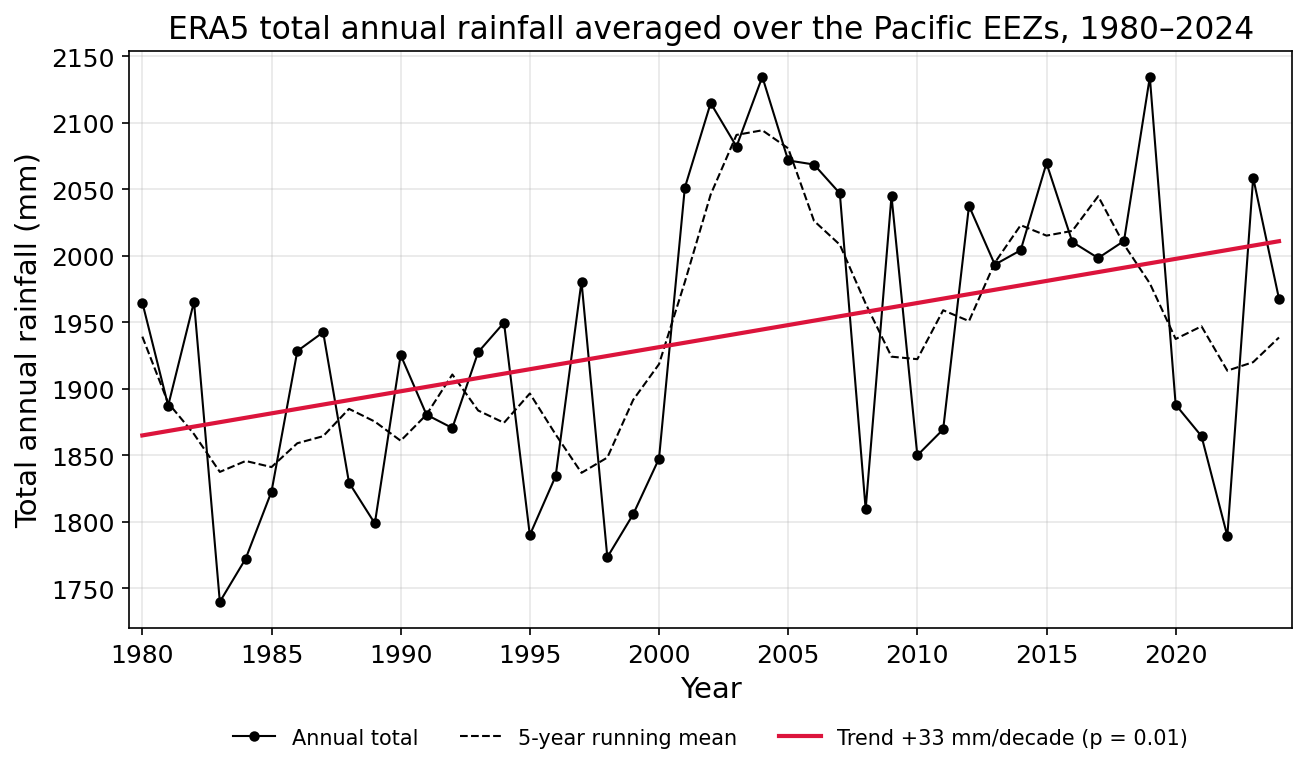 ERA5 total annual rainfall averaged over the Pacific EEZs, 1980–2024
Total annual rainfall (mm)
2150
2100
2050
2000
1950
1900
1850
1800
1750
1980 1985 1990 1995 2000 2005 2010 2015 2020
Year
Annual total 5-year running mean Trend +33 mm/decade (p = 0.01)